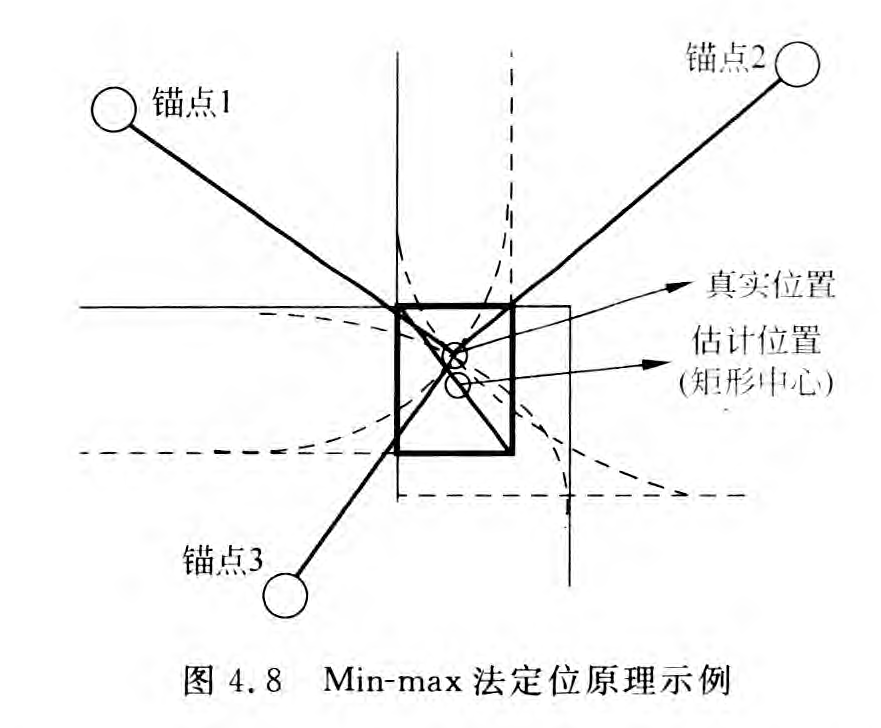 锚点2
锚点1
真实位置
估计位置
(矩形中心)
锚点3
图 4.8 Min-max 法定位原理示例